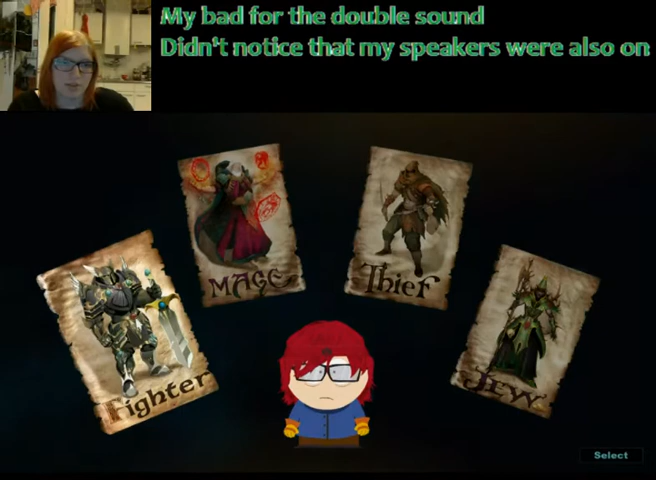 My bad for the double sound
Didn't notice that my speakers were also on
MAGE
Thief
Fighter
JEW
Select